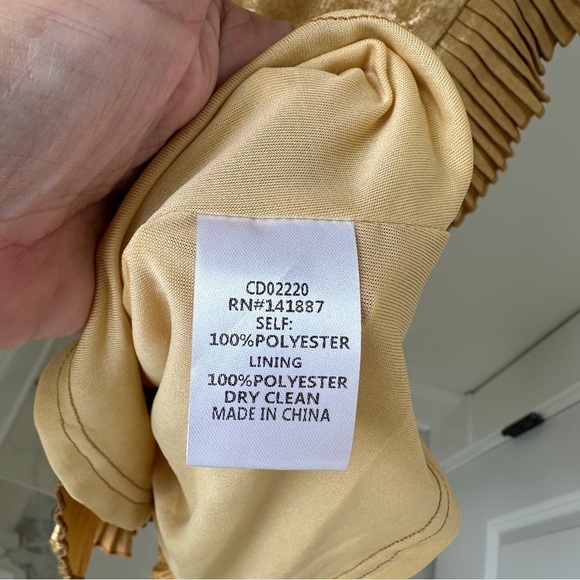 CD02220
RN#141887
SELF:
100%POLYESTER
LINING
100%POLYESTER
DRY CLEAN
MADE IN CHINA